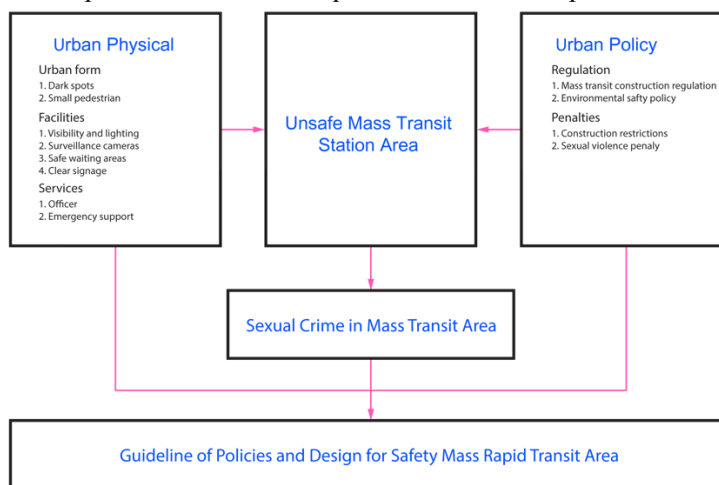 Urban Physical
Urban form
1. Dark spots
2. Small pedestrian
Facilities
1. Visibility and lighting
2. Surveillance cameras
3. Safe waiting areas
4. Clear signage
Services
1. Officer
2. Emergency support
Unsafe Mass Transit
Station Area
Urban Policy
Regulation
1. Mass transit construction regulation
2. Environmental safty policy
Penalties
1. Construction restrictions
2. Sexual violence penaly
Sexual Crime in Mass Transit Area
Guideline of Policies and Design for Safety Mass Rapid Transit Area